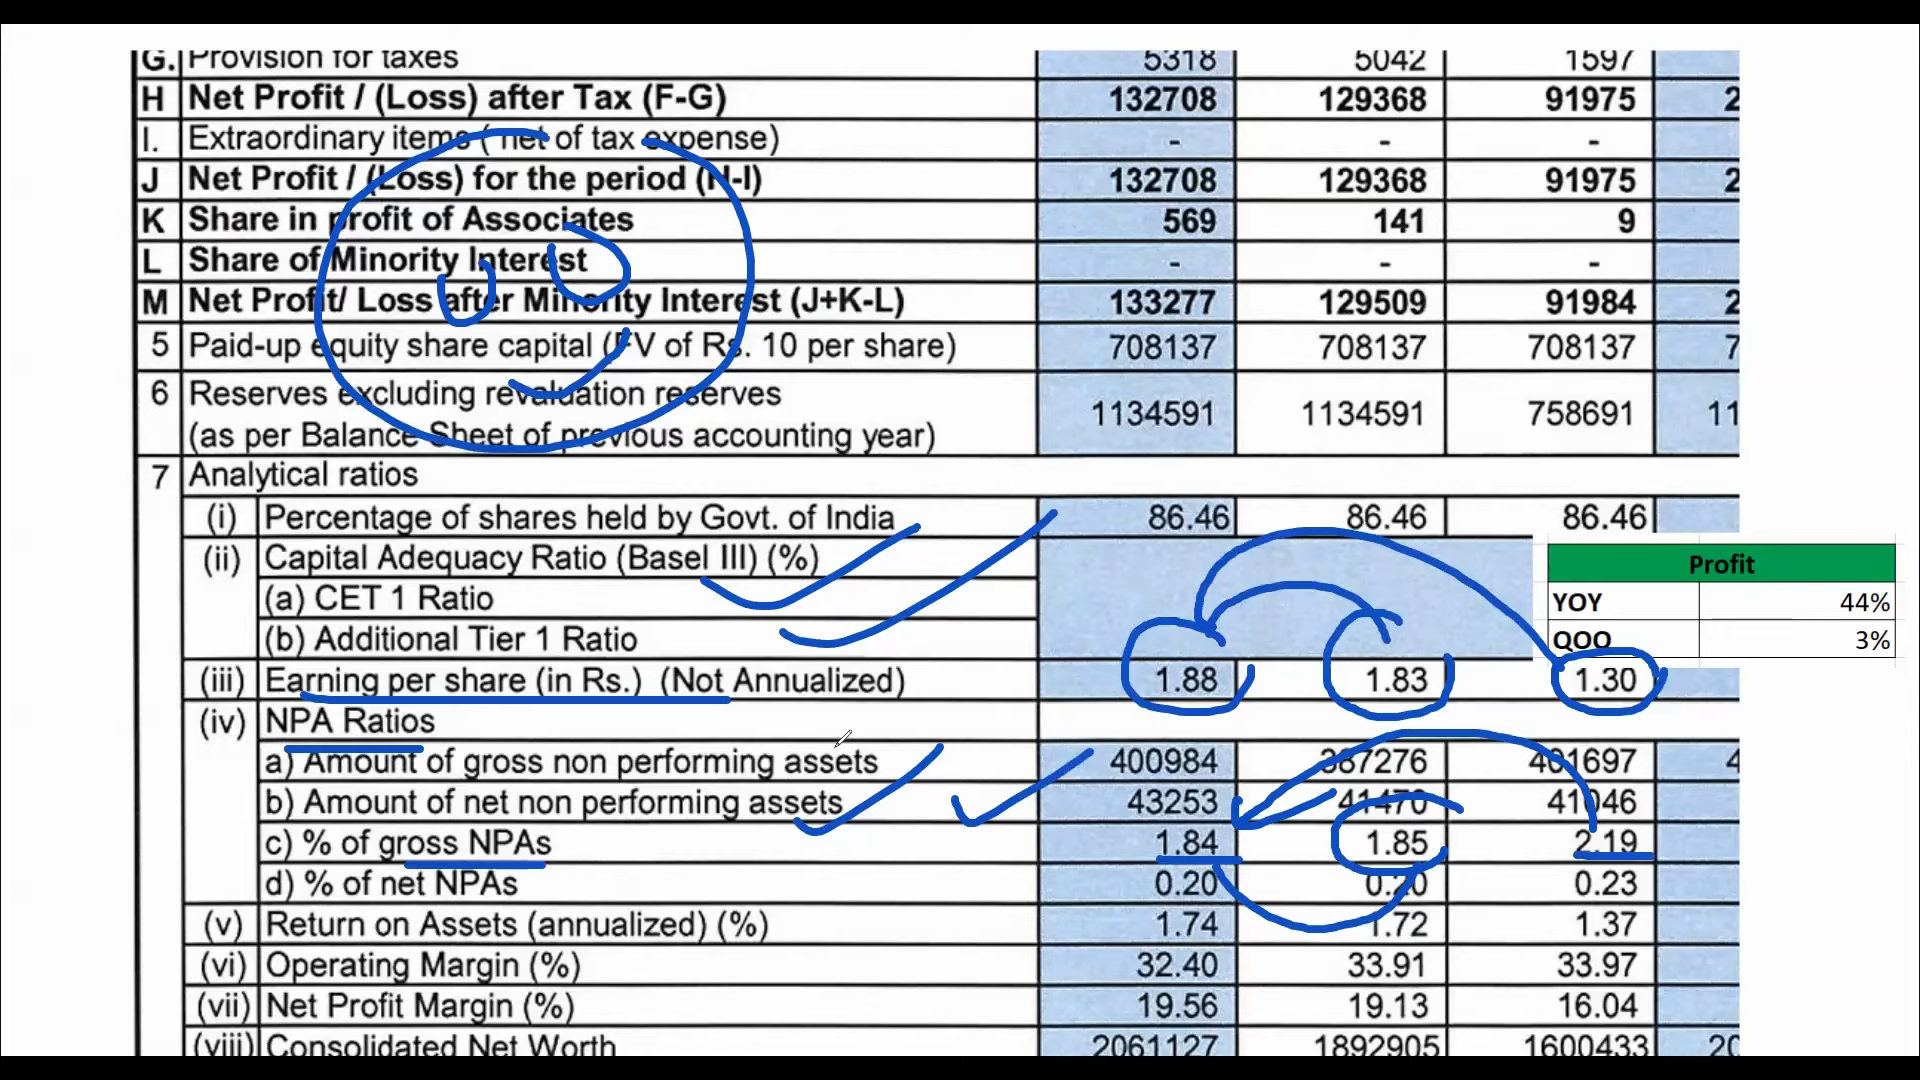 G. Provision for taxes 5318 5042 1597
H Net Profit / (Loss) after Tax (F-G) 132708 129368 91975 2
I. Extraordinary items ( net of tax expense) - - -
J Net Profit / (Loss) for the period (H-I) 132708 129368 91975 2
K Share in profit of Associates 569 141 9
L Share of Minority Interest - - -
M Net Profit/ Loss after Minority Interest (J+K-L) 133277 129509 91984 2
5 Paid-up equity share capital (FV of Rs. 10 per share) 708137 708137 708137 7
6 Reserves excluding revaluation reserves
(as per Balance Sheet of previous accounting year) 1134591 1134591 758691 11
7 Analytical ratios
(i) Percentage of shares held by Govt. of India 86.46 86.46 86.46
(ii) Capital Adequacy Ratio (Basel III) (%)
(a) CET 1 Ratio
(b) Additional Tier 1 Ratio
(iii) Earning per share (in Rs.) (Not Annualized) 1.88 1.83 1.30
(iv) NPA Ratios
a) Amount of gross non performing assets 400984 387276 401697 4
b) Amount of net non performing assets 43253 41470 41046
c) % of gross NPAs 1.84 1.85 2.19
d) % of net NPAs 0.20 0.20 0.23
(v) Return on Assets (annualized) (%) 1.74 1.72 1.37
(vi) Operating Margin (%) 32.40 33.91 33.97
(vii) Net Profit Margin (%) 19.56 19.13 16.04
(viii) Consolidated Net Worth 2061127 1892905 1600433 20
Profit
YOY 44%
QOQ 3%